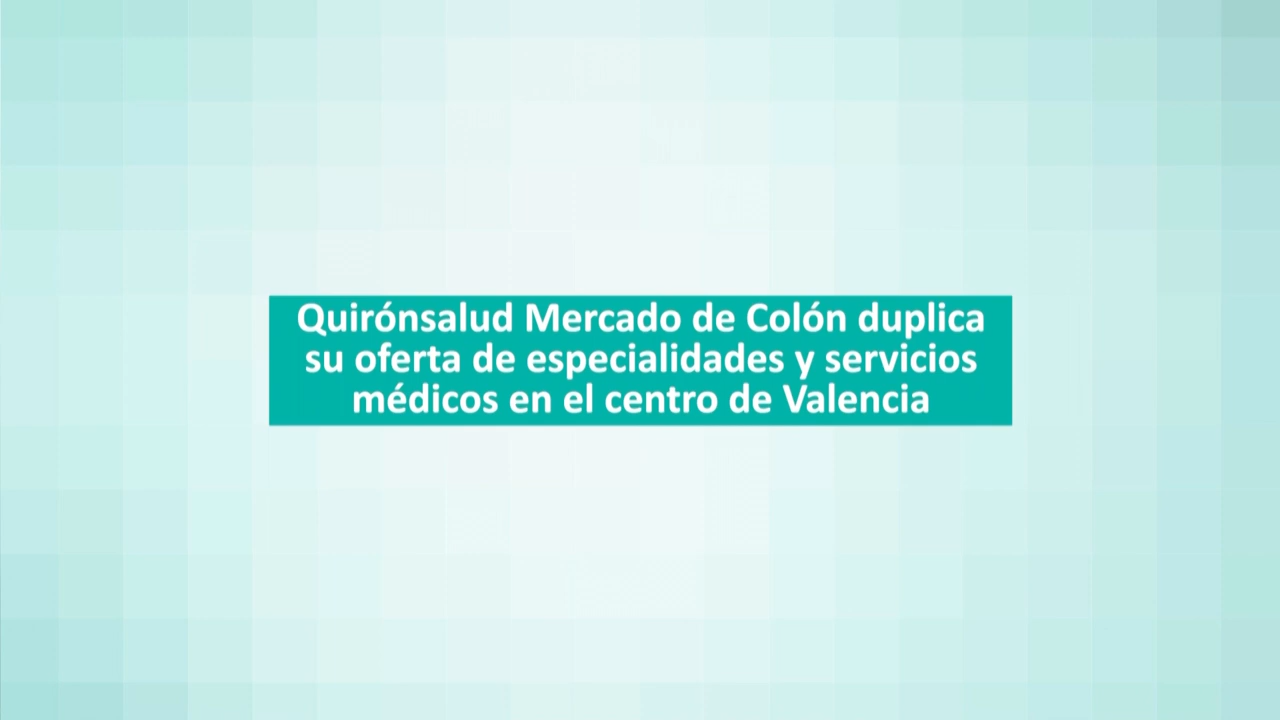 Quirónsalud Mercado de Colón duplica
su oferta de especialidades y servicios
médicos en el centro de Valencia